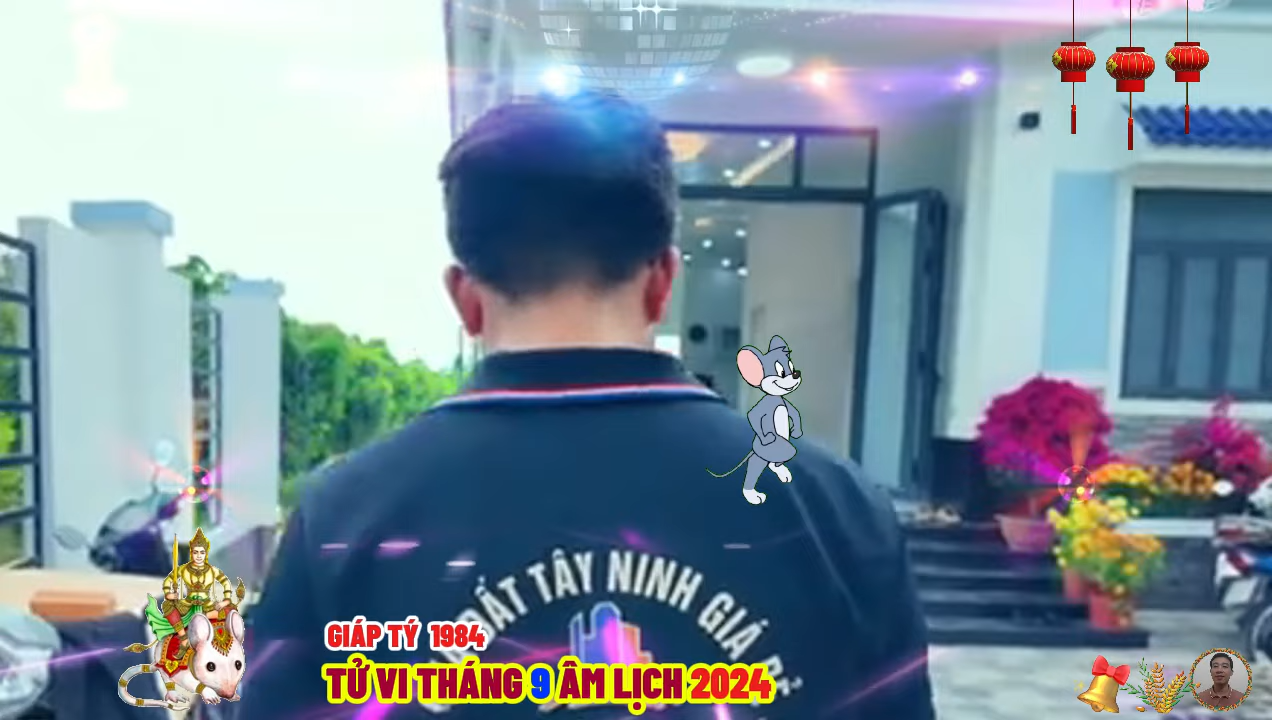 ĐẤT TÂY NINH GIÁ
GIÁP TÝ 1984
TỬ VI THÁNG 9 ÂM LỊCH 2024